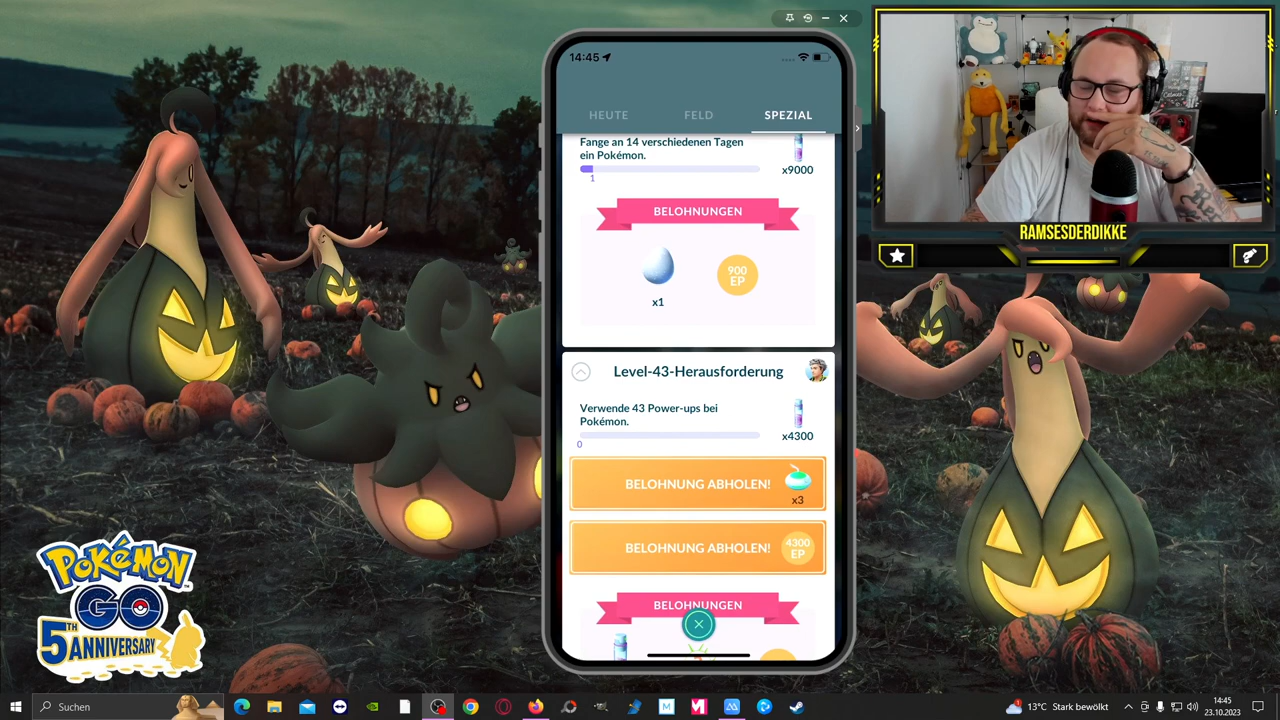 14:45
HEUTE
FELD
SPEZIAL
Fange an 14 verschiedenen Tagen
ein Pokémon.
x9000
1
BELOHNUNGEN
900
EP
x1
Level-43-Herausforderung
Verwende 43 Power-ups bei
Pokémon.
x4300
0
BELOHNUNG ABHOLEN!
x3
BELOHNUNG ABHOLEN!
4300
EP
BELOHNUNGEN
RAMSESDERDIKKE
POKéMON
GO
5TH
ANNIVERSARY
Suchen
13°C Stark bewölkt
14:45
23.10.2023